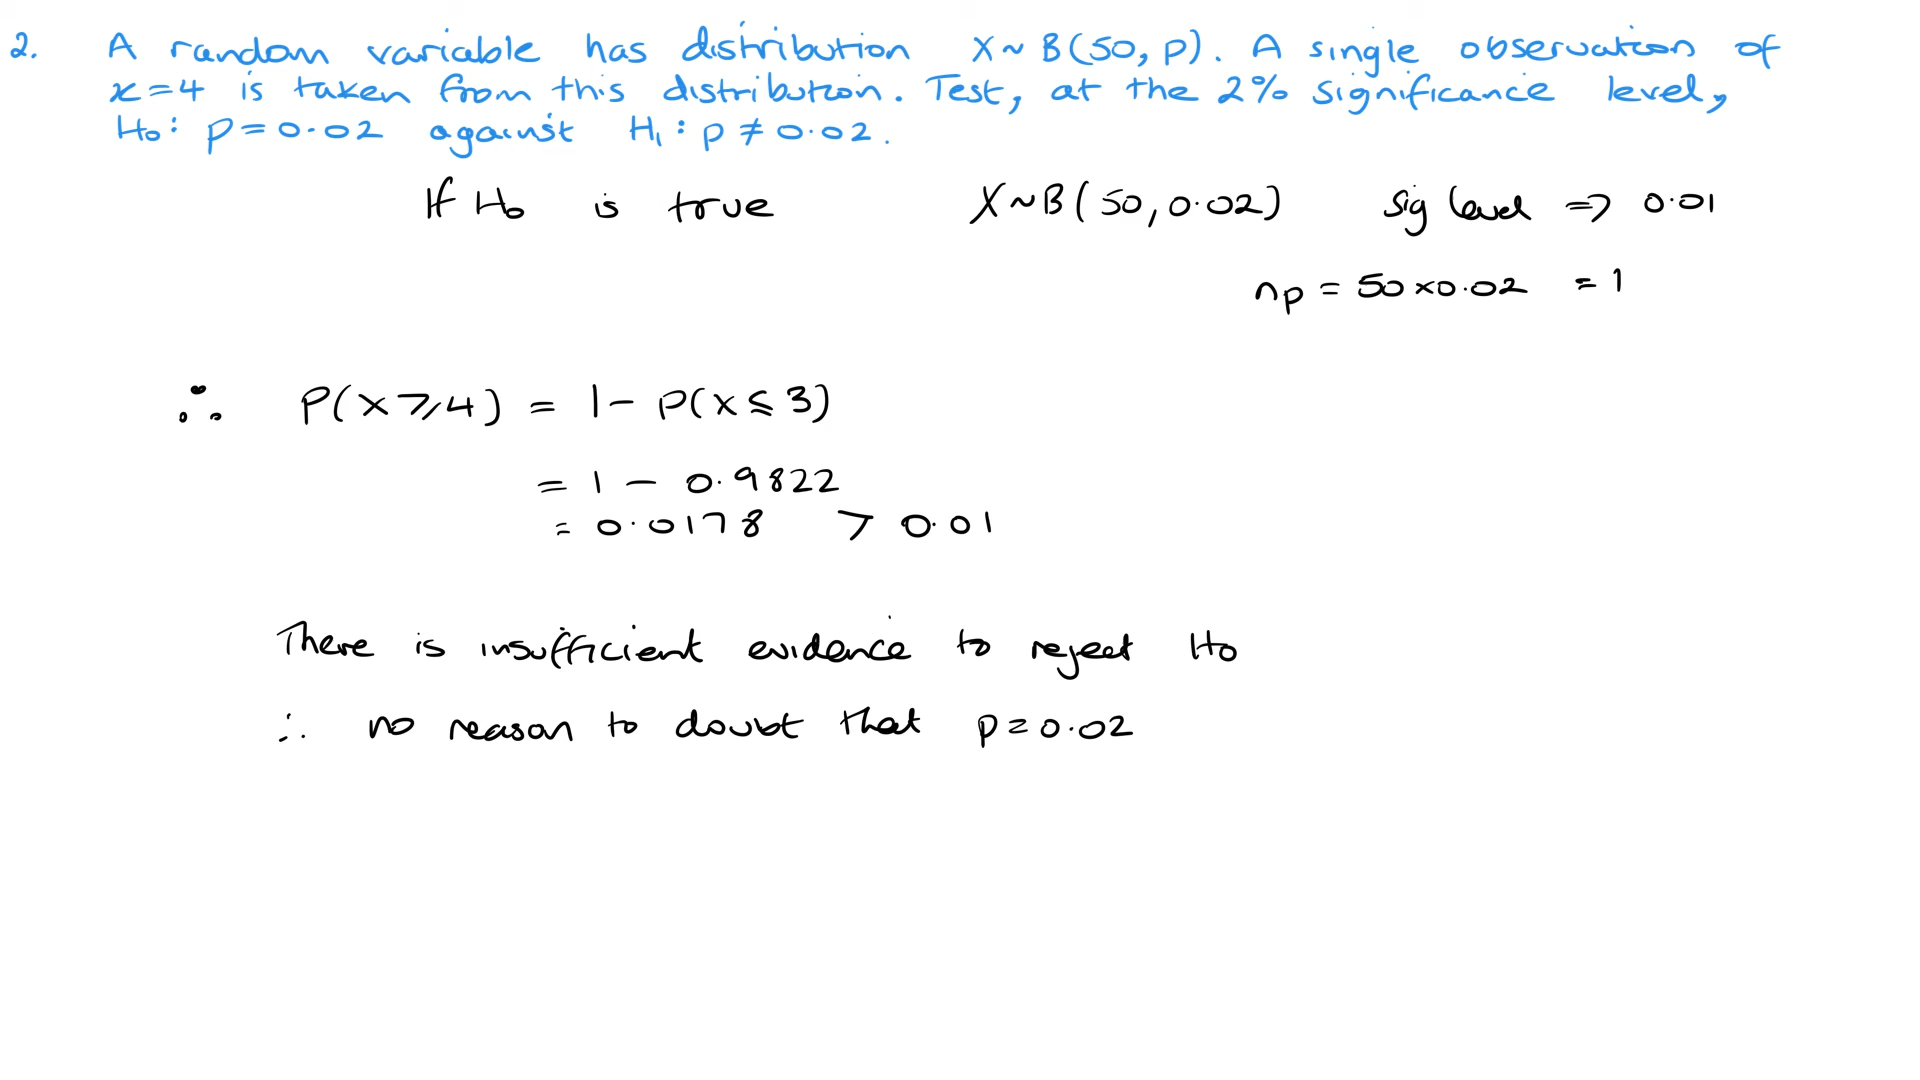 2. A random variable has distribution X~B(50, p). A single observation of
x=4 is taken from this distribution. Test, at the 2% significance level,
H₀: p=0.02 against H₁: p≠0.02.
If H₀ is true X~B(50,0.02) sig level ⇒ 0.01
np = 50×0.02 = 1
∴ P(X⩾4) = 1 - P(X⩽3)
= 1 - 0.9822
= 0.0178 > 0.01
There is insufficient evidence to reject H₀
∴ no reason to doubt that p=0.02